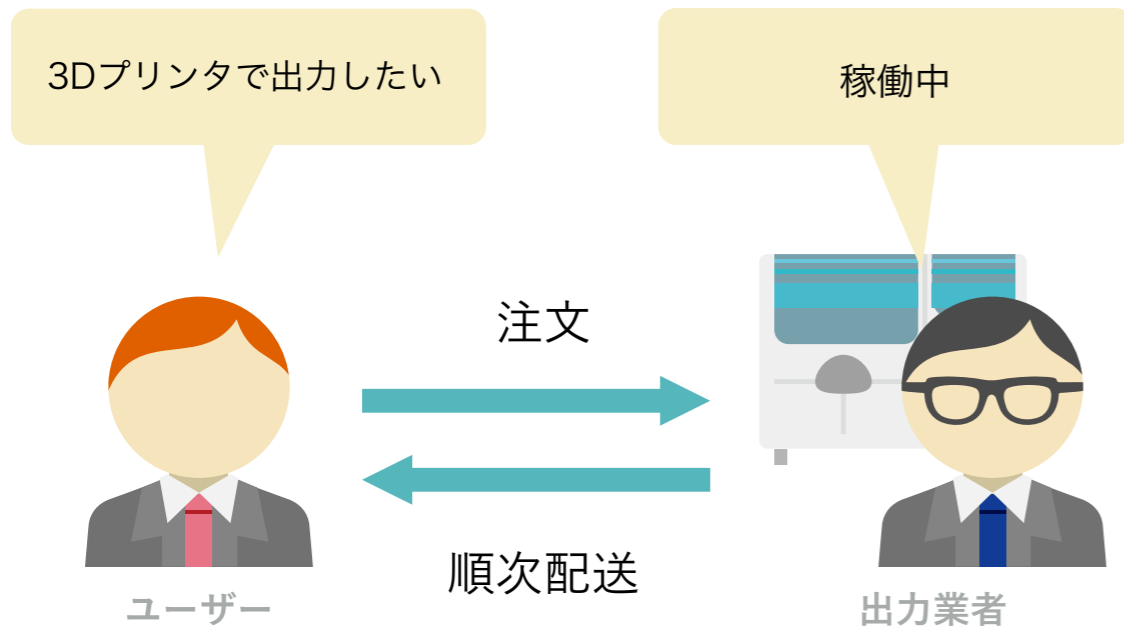 3Dプリンタで出力したい
稼働中
注文
順次配送
ユーザー
出力業者